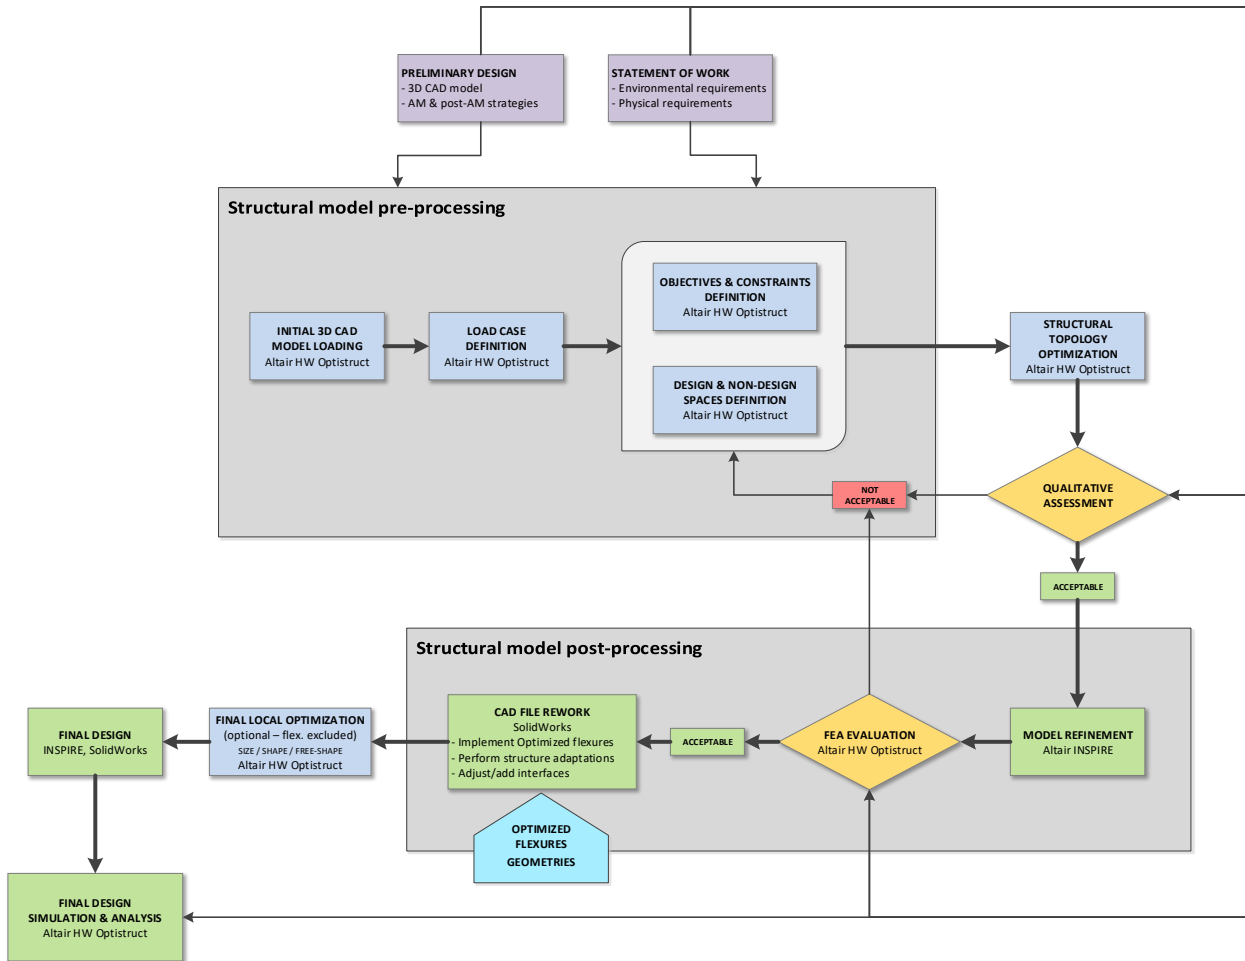 PRELIMINARY DESIGN
- 3D CAD model
- AM & post-AM strategies
STATEMENT OF WORK
- Environmental requirements
- Physical requirements
Structural model pre-processing
INITIAL 3D CAD
MODEL LOADING
Altair HW Optistruct
LOAD CASE
DEFINITION
Altair HW Optistruct
OBJECTIVES & CONSTRAINTS
DEFINITION
Altair HW Optistruct
DESIGN & NON-DESIGN
SPACES DEFINITION
Altair HW Optistruct
STRUCTURAL
TOPOLOGY
OPTIMIZATION
Altair HW Optistruct
NOT
ACCEPTABLE
QUALITATIVE
ASSESSMENT
ACCEPTABLE
Structural model post-processing
FINAL DESIGN
INSPIRE, SolidWorks
FINAL LOCAL OPTIMIZATION
(optional – flex. excluded)
SIZE / SHAPE / FREE-SHAPE
Altair HW Optistruct
CAD FILE REWORK
SolidWorks
- Implement Optimized flexures
- Perform structure adaptations
- Adjust/add interfaces
ACCEPTABLE
FEA EVALUATION
Altair HW Optistruct
MODEL REFINEMENT
Altair INSPIRE
OPTIMIZED
FLEXURES
GEOMETRIES
FINAL DESIGN
SIMULATION & ANALYSIS
Altair HW Optistruct